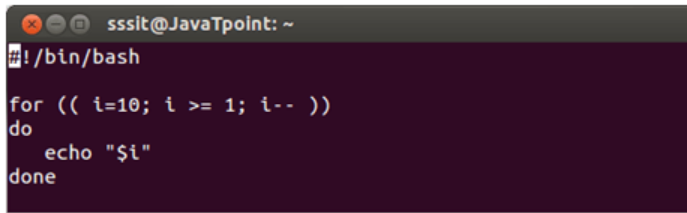 sssit@JavaTpoint: ~
#!/bin/bash
for (( i=10; i >= 1; i-- ))
do
   echo "$i"
done